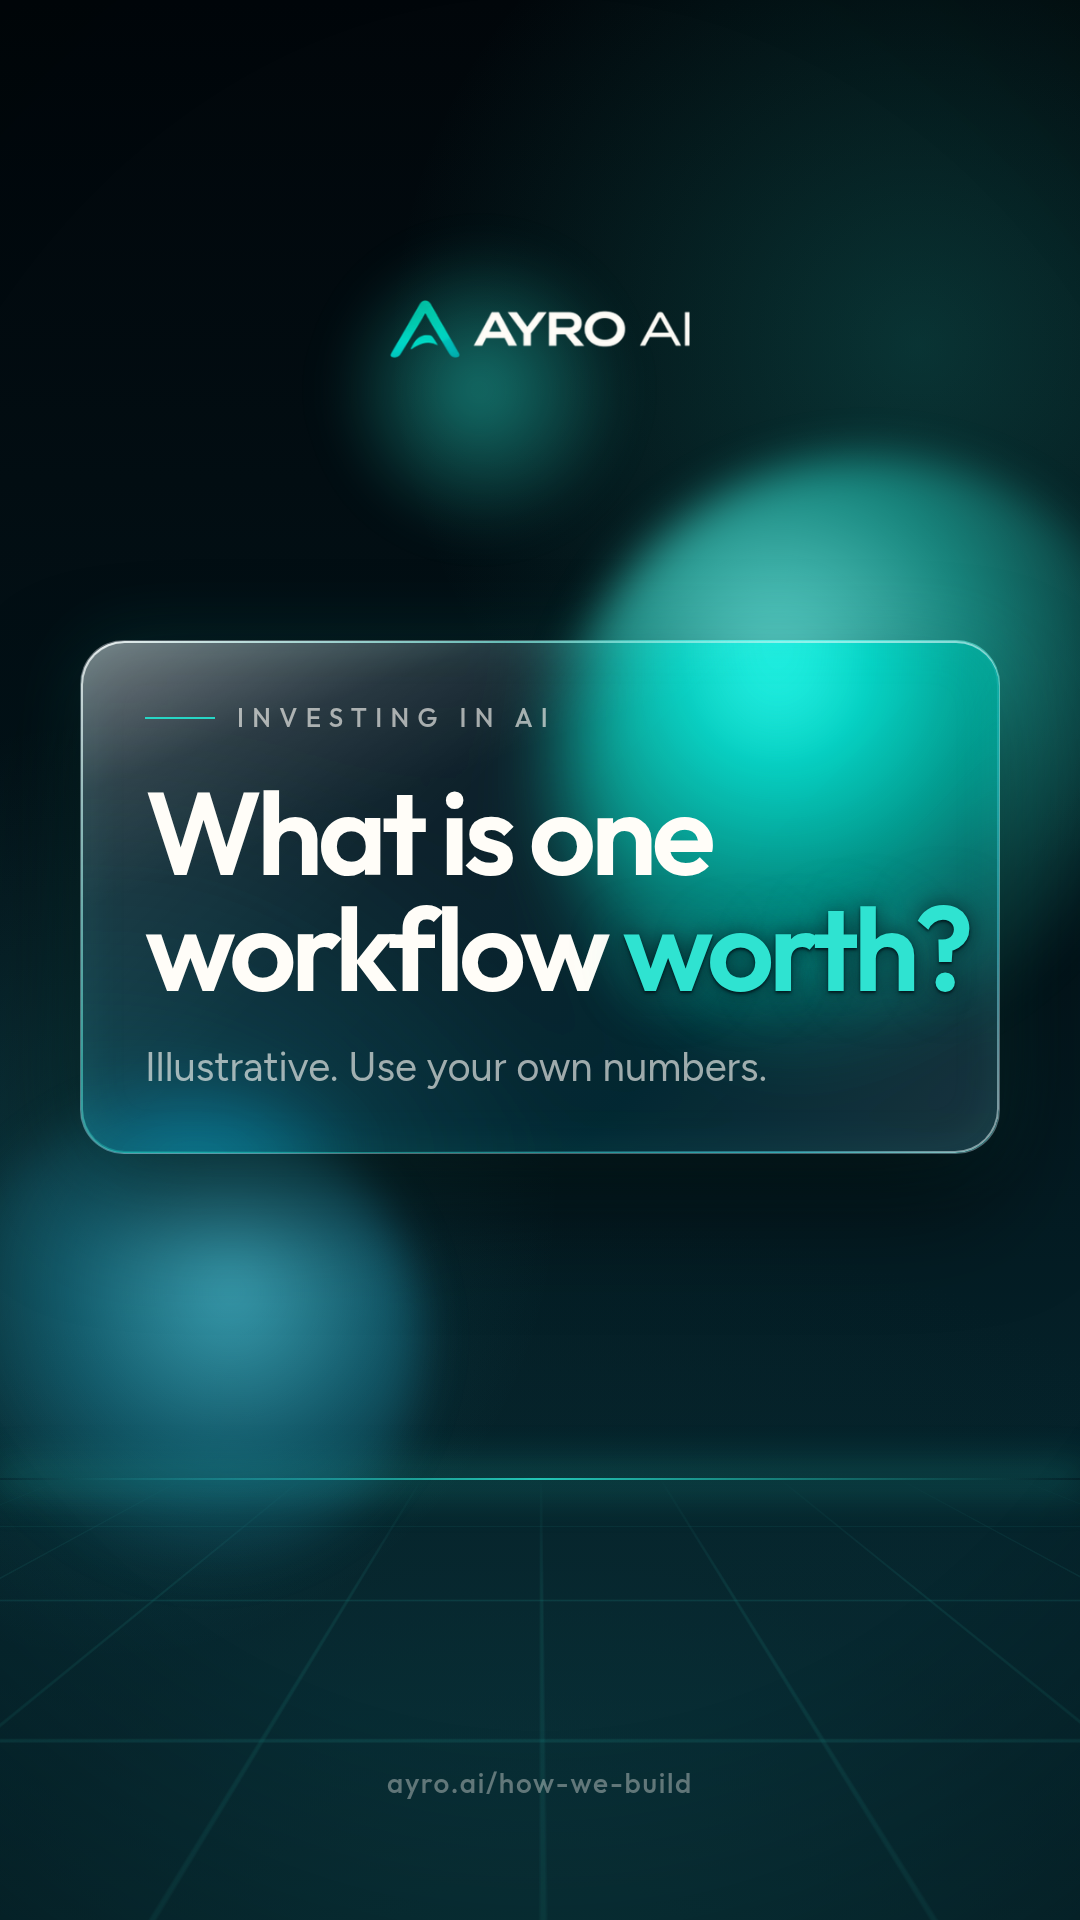 AYRO AI
INVESTING IN AI
What is one
workflow worth?
Illustrative. Use your own numbers.
ayro.ai/how-we-build